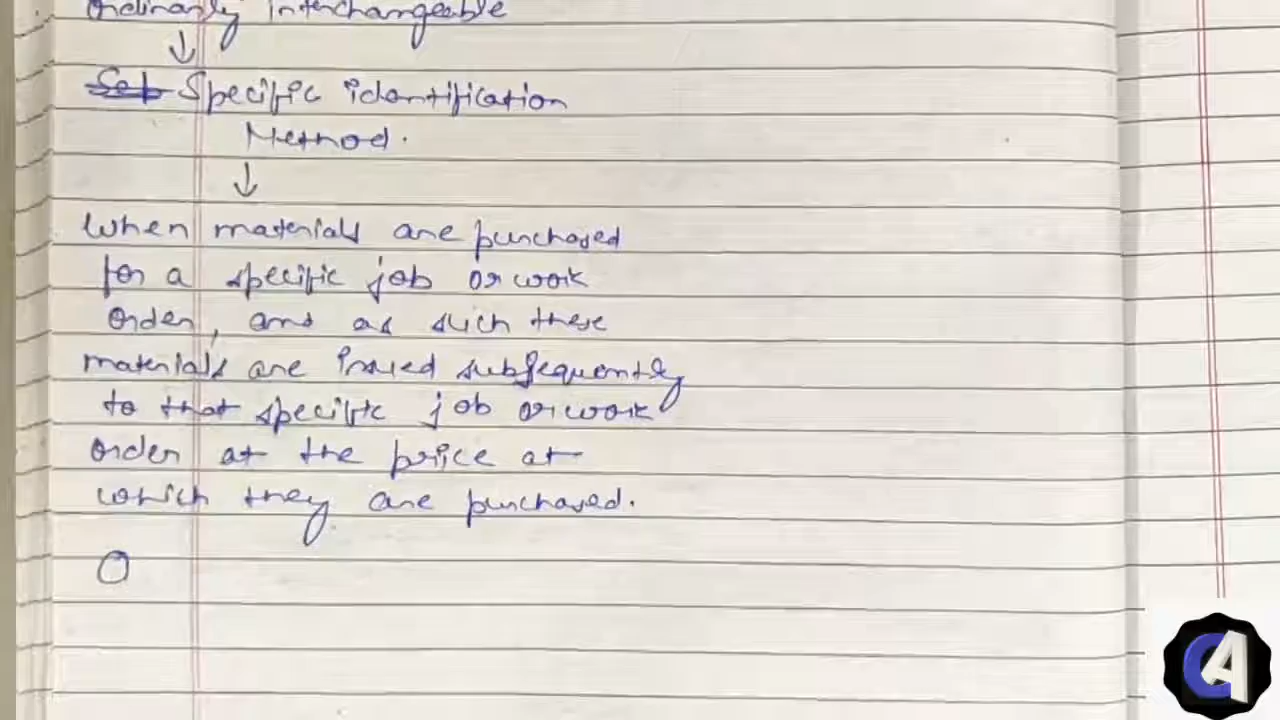 Ordinarily interchangeable
↓
Specific identification
Method.
↓
When materials are purchased
for a specific job or work
order, and as such these
materials are issued subsequently
to that specific job or work
order at the price at
which they are purchased.
O
CA